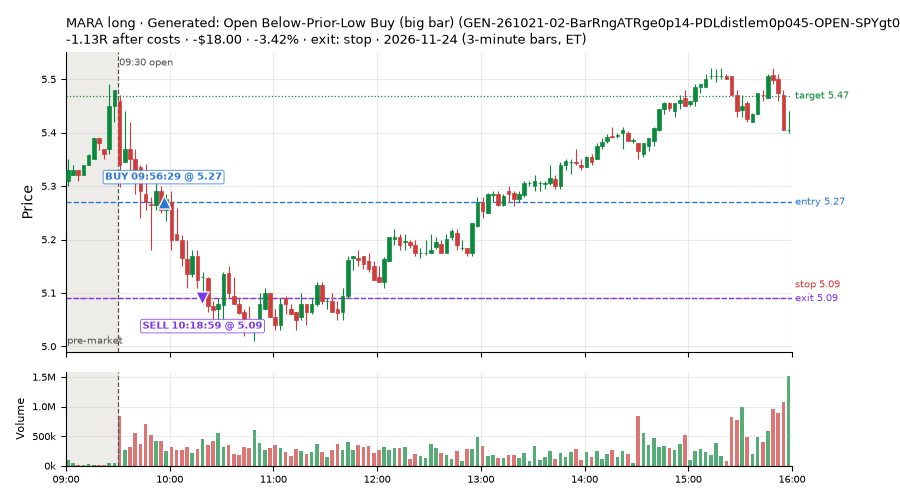 MARA long · Generated: Open Below-Prior-Low Buy (big bar) (GEN-261021-02-BarRngATRge0p14-PDLdistlem0p045-OPEN-SPYgt0
-1.13R after costs · -$18.00 · -3.42% · exit: stop · 2026-11-24 (3-minute bars, ET)
09:30 open
5.5
target 5.47
5.4
BUY 09:56:29 @ 5.27
5.3
entry 5.27
Price
5.2
stop 5.09
5.1
exit 5.09
SELL 10:18:59 @ 5.09
pre-market
5.0
1.5M
1.0M
Volume
500k
0k
09:00 10:00 11:00 12:00 13:00 14:00 15:00 16:00